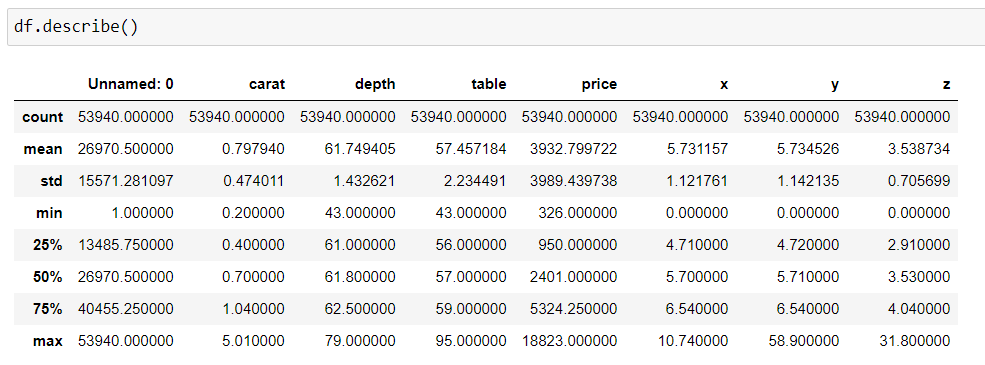 df.describe()
Unnamed: 0 carat depth table price x y z
count 53940.000000 53940.000000 53940.000000 53940.000000 53940.000000 53940.000000 53940.000000 53940.000000
mean 26970.500000 0.797940 61.749405 57.457184 3932.799722 5.731157 5.734526 3.538734
std 15571.281097 0.474011 1.432621 2.234491 3989.439738 1.121761 1.142135 0.705699
min 1.000000 0.200000 43.000000 43.000000 326.000000 0.000000 0.000000 0.000000
25% 13485.750000 0.400000 61.000000 56.000000 950.000000 4.710000 4.720000 2.910000
50% 26970.500000 0.700000 61.800000 57.000000 2401.000000 5.700000 5.710000 3.530000
75% 40455.250000 1.040000 62.500000 59.000000 5324.250000 6.540000 6.540000 4.040000
max 53940.000000 5.010000 79.000000 95.000000 18823.000000 10.740000 58.900000 31.800000